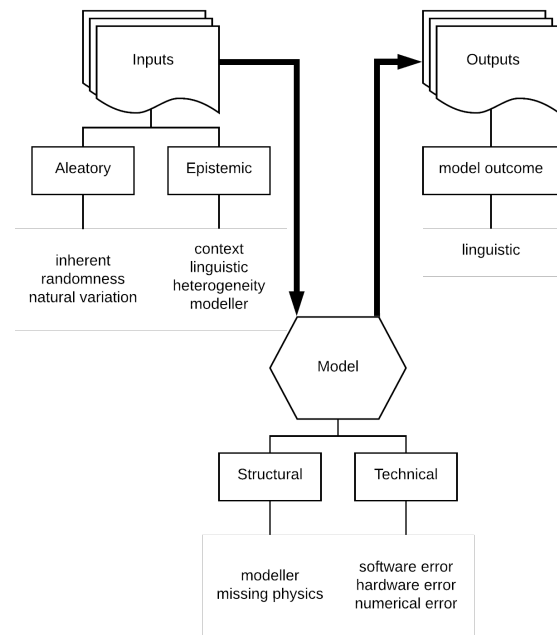 Inputs
Outputs
Aleatory
Epistemic
model outcome
inherent
randomness
natural variation
context
linguistic
heterogeneity
modeller
linguistic
Model
Structural
Technical
modeller
missing physics
software error
hardware error
numerical error